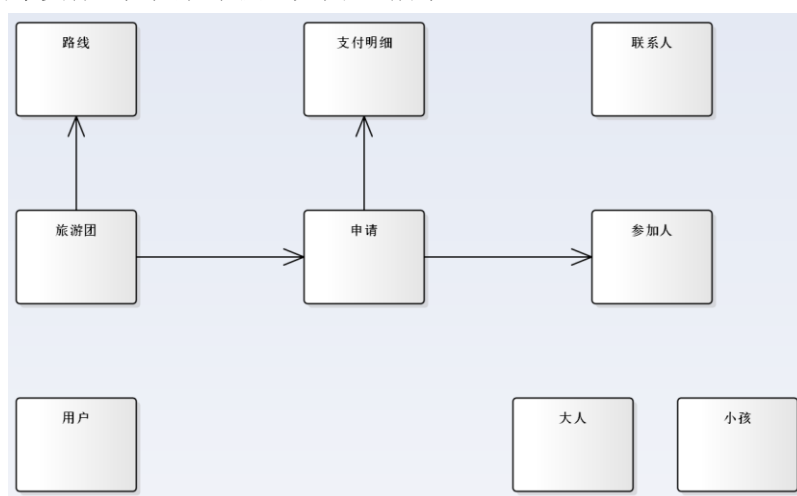 路线
支付明细
联系人
旅游团
申请
参加人
用户
大人
小孩